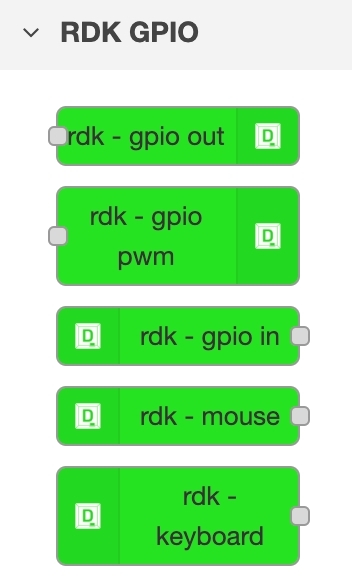 RDK GPIO
rdk - gpio out
D
rdk - gpio
pwm
D
D
rdk - gpio in
D
rdk - mouse
D
rdk -
keyboard